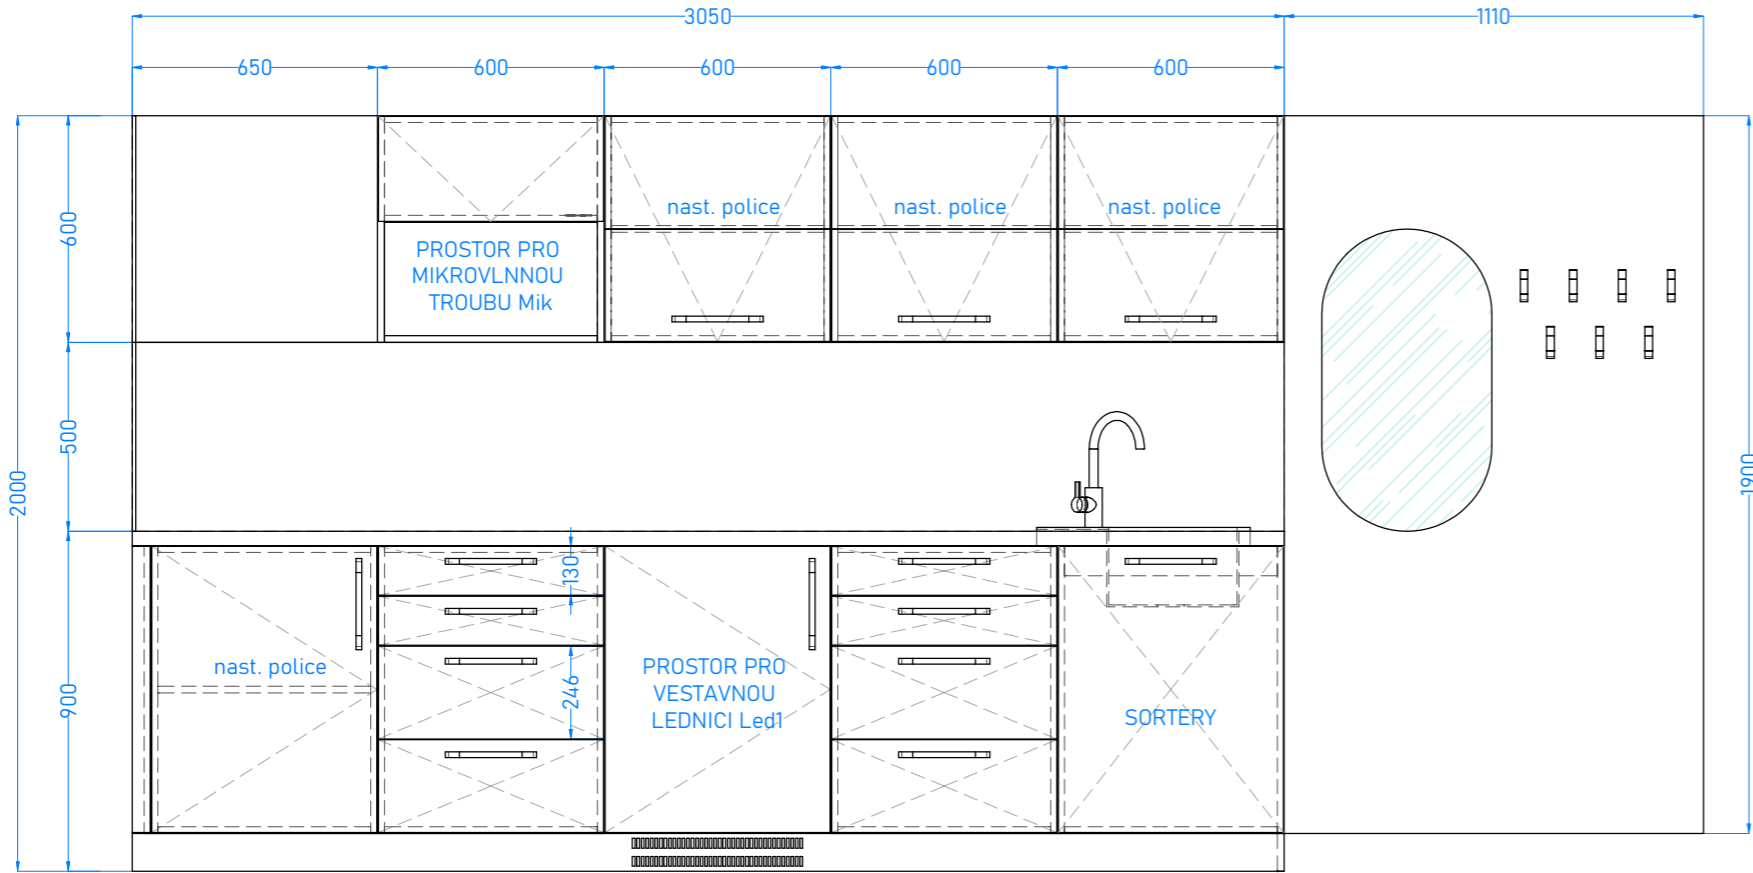 3050
1110
650
600
600
600
600
nast. police
nast. police
nast. police
600
PROSTOR PRO
MIKROVLNNOU
TROUBU Mik
500
2000
1900
130
nast. police
246
PROSTOR PRO
VESTAVNOU
LEDNICI Led1
900
SORTERY